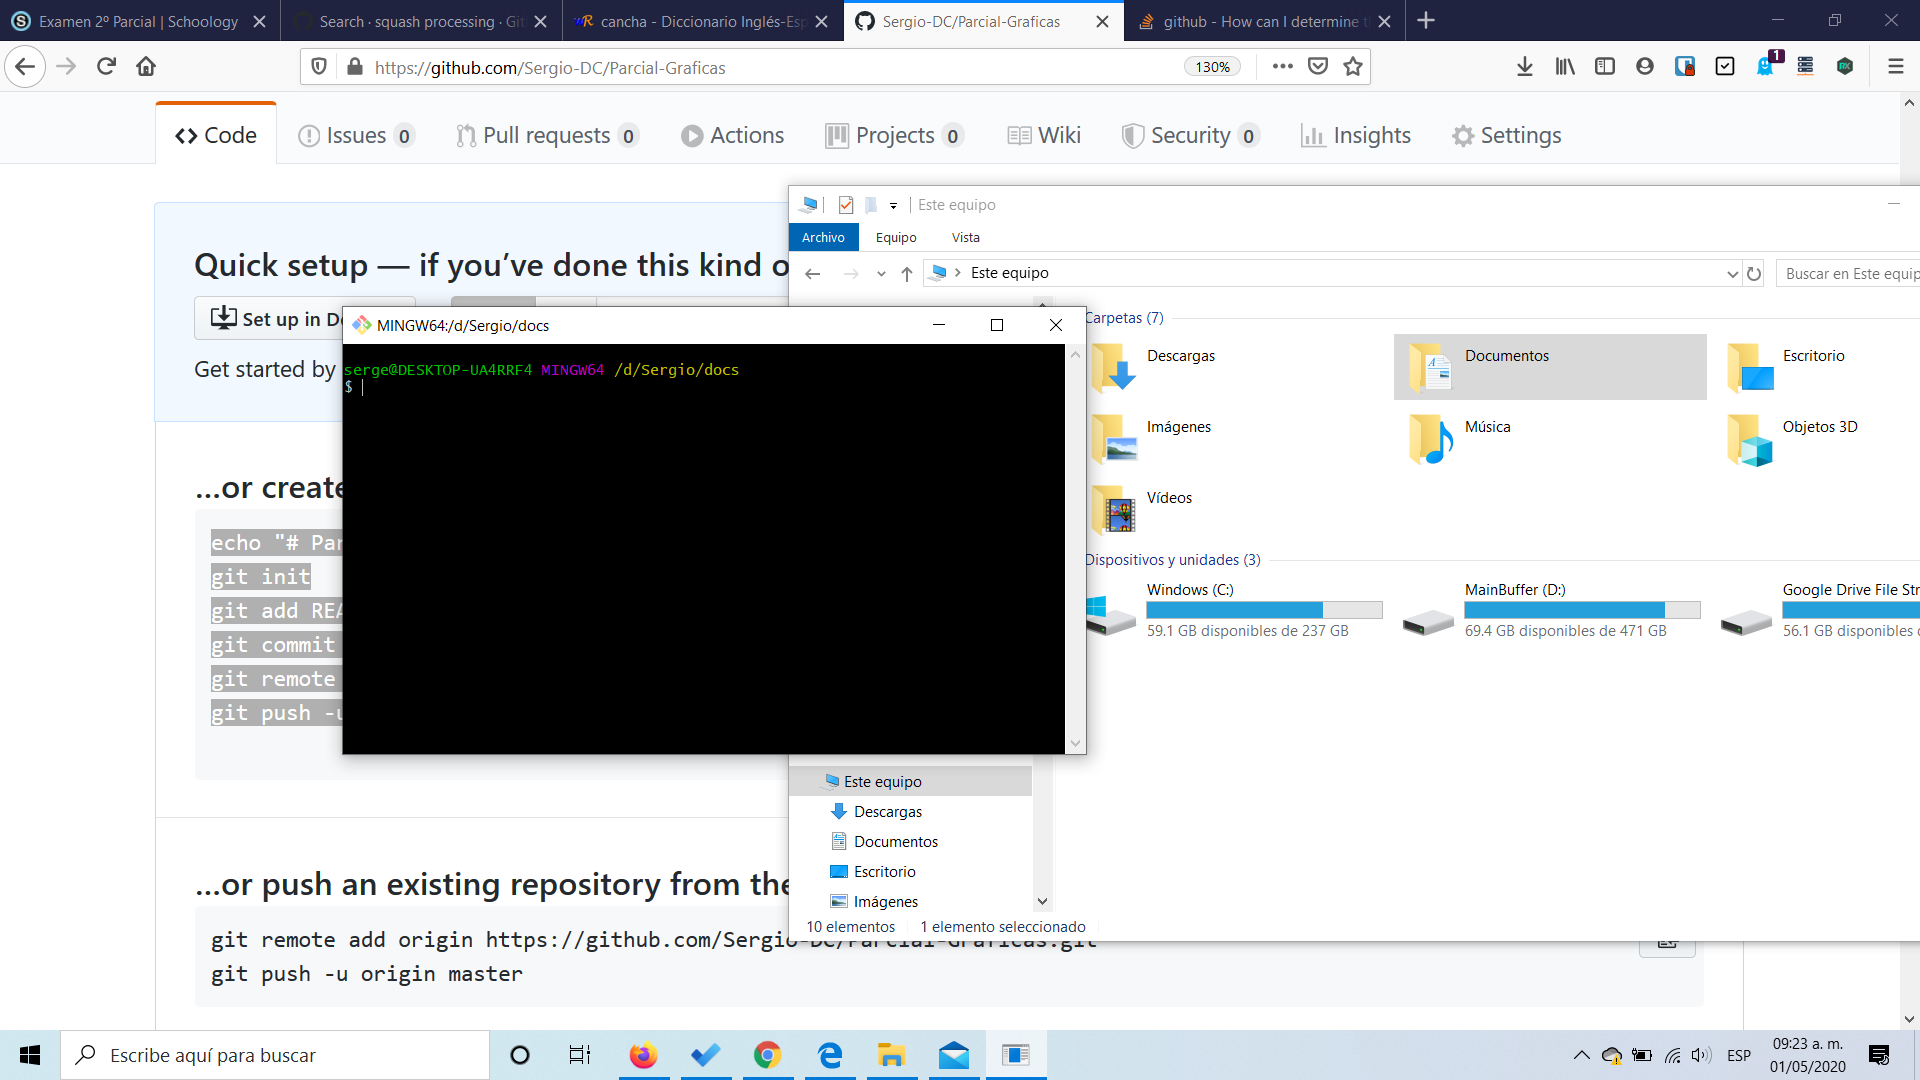 Examen 2º Parcial | Schoology
Search · squash processing · Git
cancha - Diccionario Inglés-Esp
Sergio-DC/Parcial-Graficas
github - How can I determine t
https://github.com/Sergio-DC/Parcial-Graficas
130%
1
Code
Issues 0
Pull requests 0
Actions
Projects 0
Wiki
Security 0
Insights
Settings
Quick setup — if you’ve done this kind o
Set up in De
Get started by
...or create
echo "# Par
git init
git add REA
git commit
git remote
git push -u
...or push an existing repository from the
git remote add origin https://github.com/Sergio-DC/Parcial-Graficas.git
git push -u origin master
MINGW64:/d/Sergio/docs
serge@DESKTOP-UA4RRF4 MINGW64 /d/Sergio/docs
$
Este equipo
Archivo
Equipo
Vista
Este equipo
Buscar en Este equip
Carpetas (7)
Descargas
Documentos
Escritorio
Imágenes
Música
Objetos 3D
Vídeos
Dispositivos y unidades (3)
Windows (C:)
59.1 GB disponibles de 237 GB
MainBuffer (D:)
69.4 GB disponibles de 471 GB
Google Drive File Str
56.1 GB disponibles
Este equipo
Descargas
Documentos
Escritorio
Imágenes
10 elementos
1 elemento seleccionado
Escribe aquí para buscar
ESP
09:23 a. m.
01/05/2020